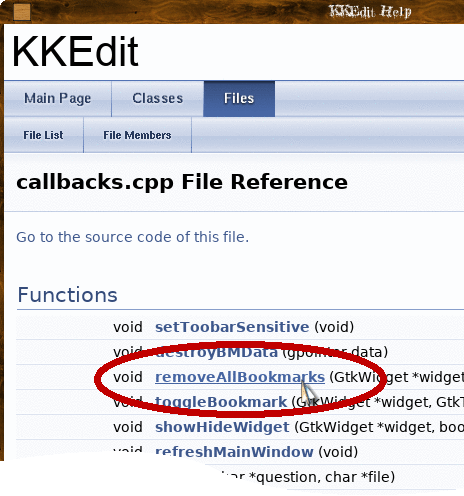 KKEdit Help
KKEdit
Main Page Classes Files
File List File Members
callbacks.cpp File Reference
Go to the source code of this file.
Functions
void setToobarSensitive (void)
void destroyBMData (gpointer data)
void removeAllBookmarks (GtkWidget *widget
void toggleBookmark (GtkWidget *widget, GtkT
void showHideWidget (GtkWidget *widget, boo
void refreshMainWindow (void)
*question, char *file)